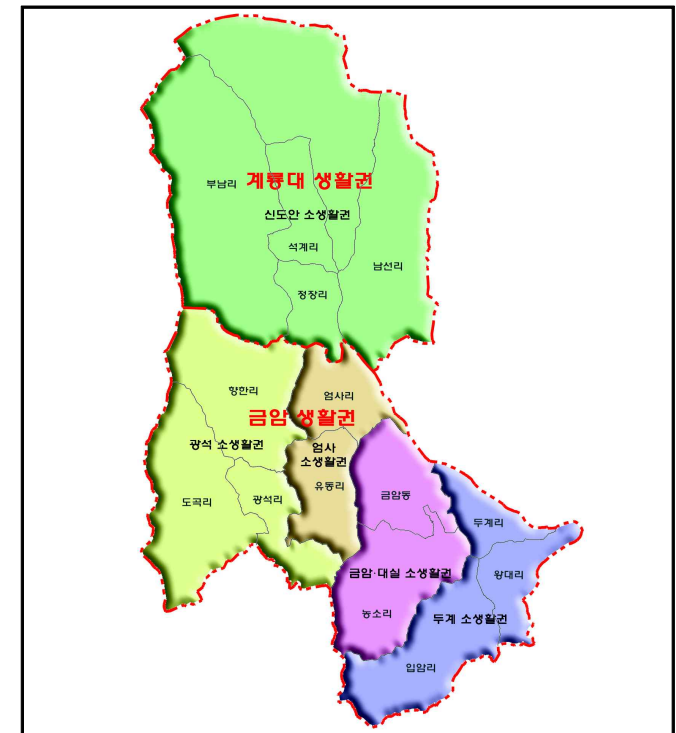 부남리
계룡대 생활권
신도안 소생활권
석계리
남선리
정장리
향한리
엄사리
금암 생활권
광석 소생활권
엄사
소생활권
유동리
도곡리
광석리
금암동
두계리
금암·대실 소생활권
왕대리
농소리
두계 소생활권
입암리